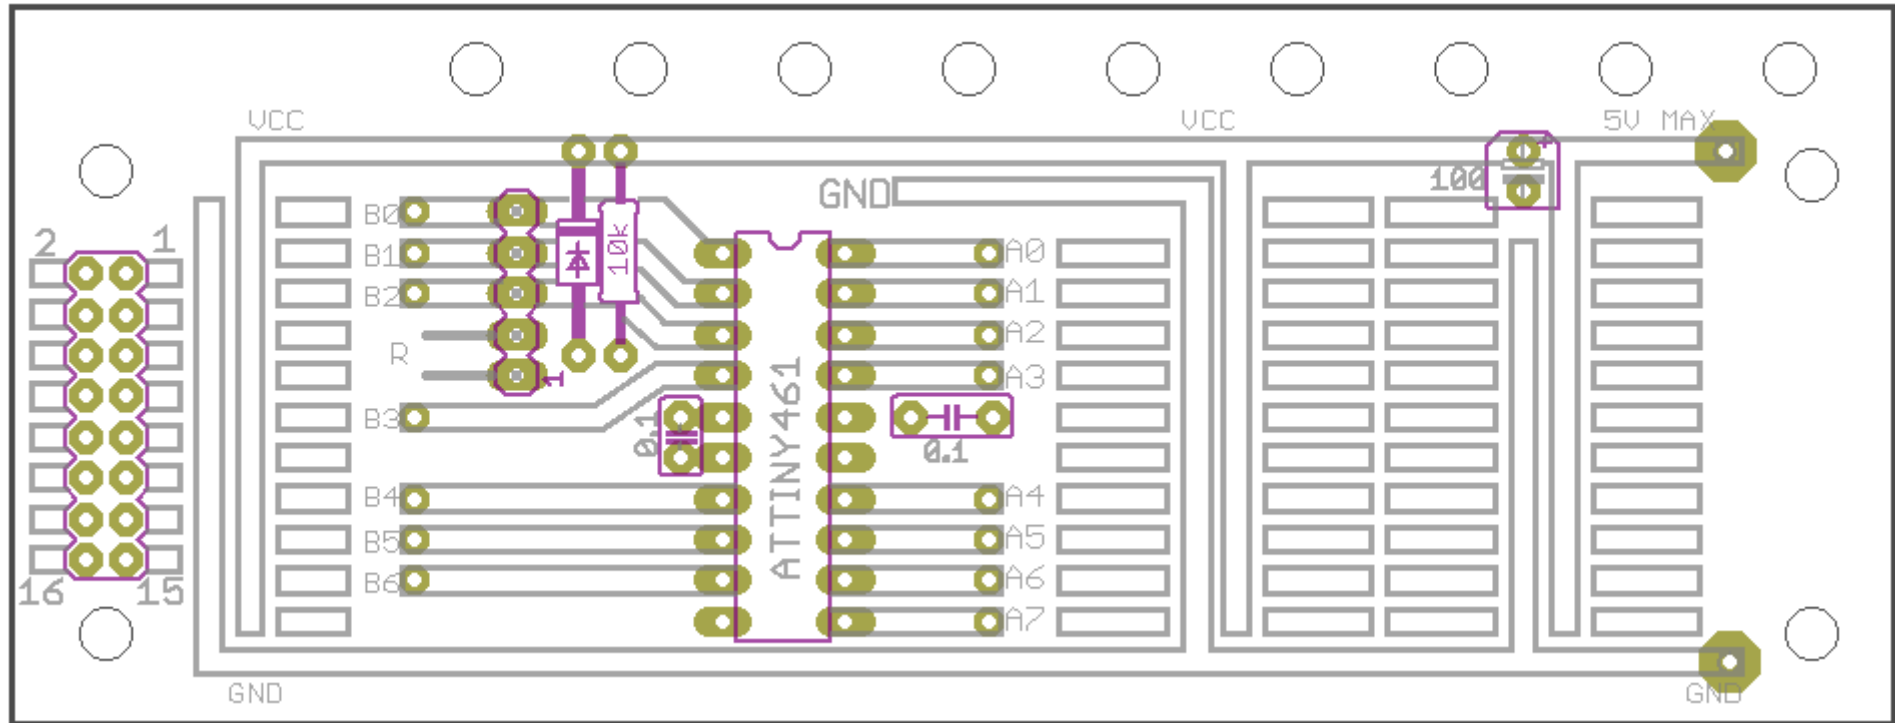 VCC
VCC
5V MAX
+
100
GND
B0
B1
B2
R
1
B3
B4
B5
B6
10k
0.1
ATTINY461
A0
A1
A2
A3
0.1
A4
A5
A6
A7
2
1
16
15
GND
GND